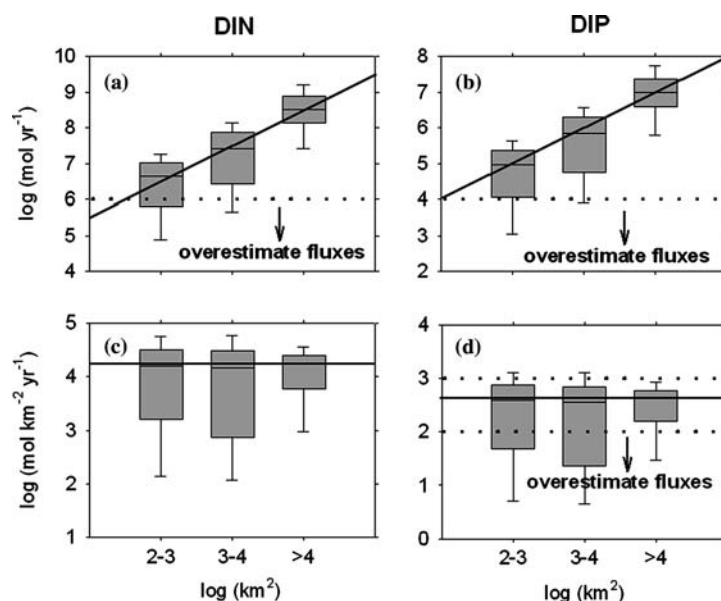 DIN
DIP
log (mol yr⁻¹)
10
9
8
7
6
5
4
(a)
overestimate fluxes
8
7
6
5
4
3
2
(b)
overestimate fluxes
log (mol km⁻² yr⁻¹)
5
4
3
2
1
(c)
2-3
3-4
>4
log (km²)
4
3
2
1
0
(d)
overestimate fluxes
2-3
3-4
>4
log (km²)